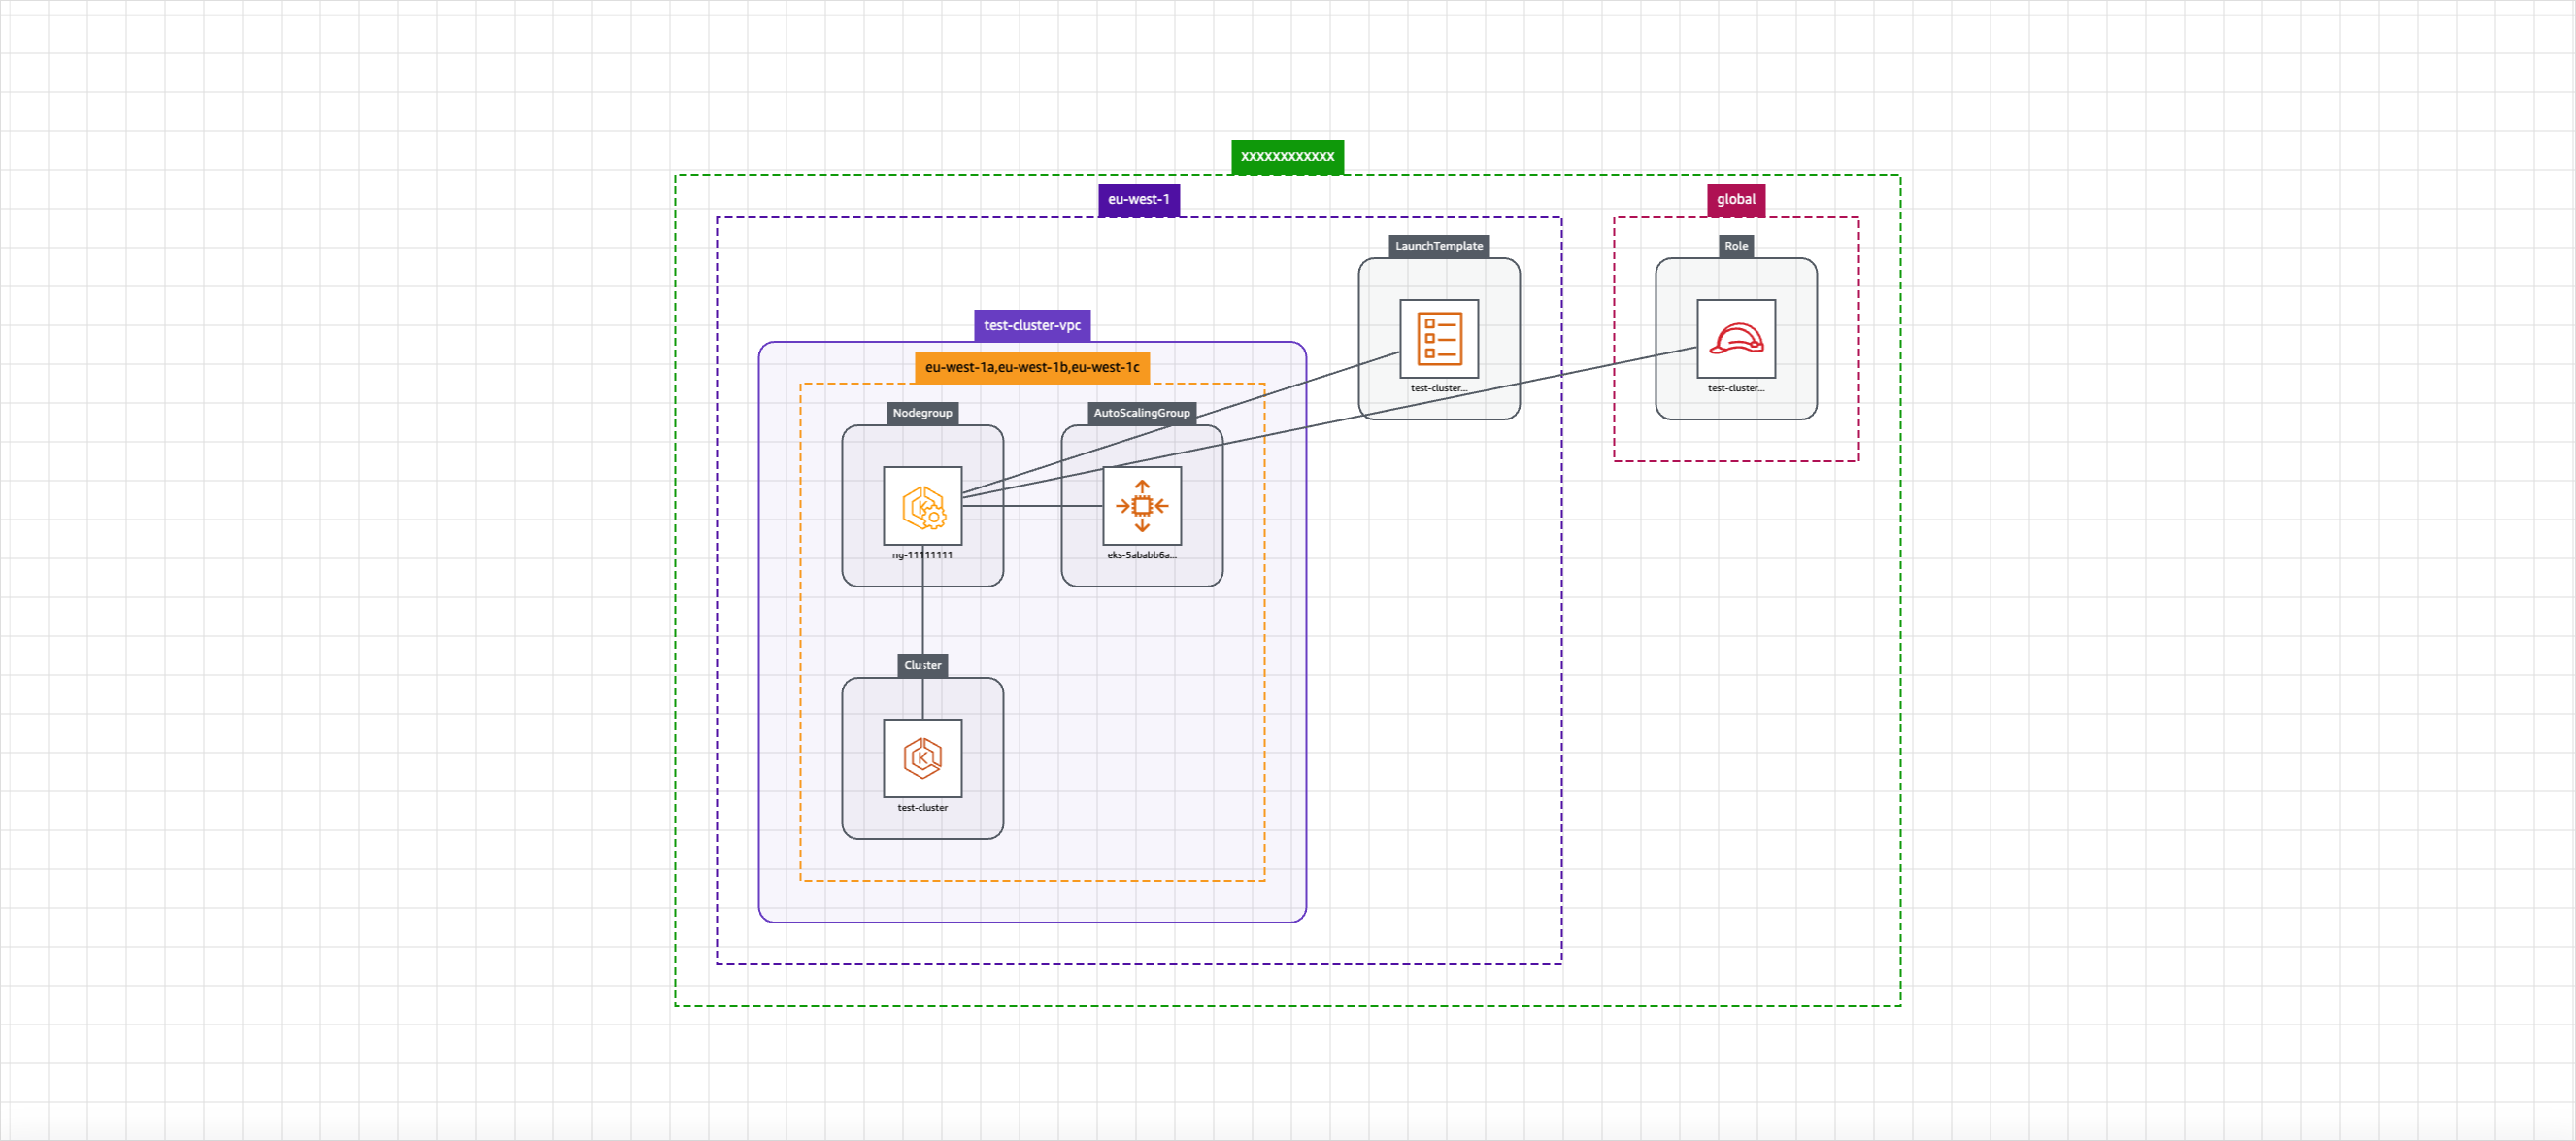 XXXXXXXXXXXX
eu-west-1
global
LaunchTemplate
Role
test-cluster-vpc
test-cluster...
test-cluster...
eu-west-1a,eu-west-1b,eu-west-1c
Nodegroup
AutoScalingGroup
ng-11111111
eks-5ababb6a...
Cluster
test-cluster